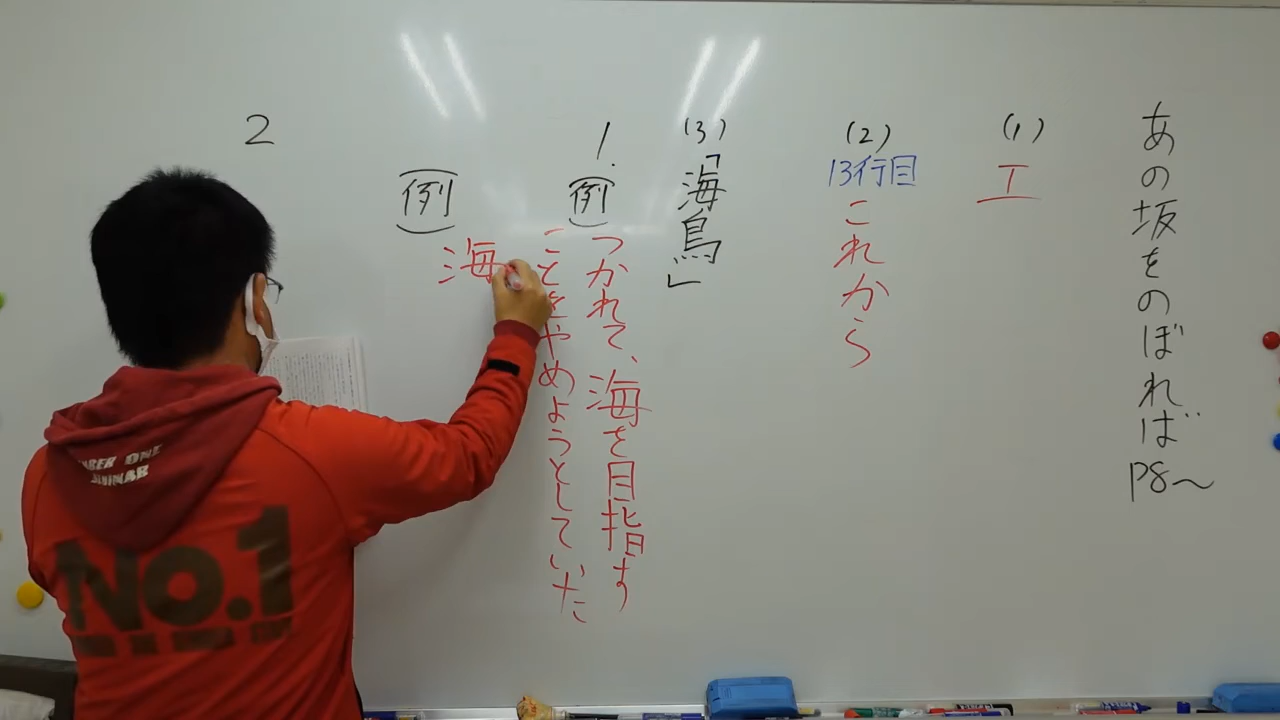 あの坂をのぼれば P8〜
(1)
エ
(2)
13行目
これから
(3)「海鳥」
1.
(例)
つかれて、海を目指す
ことをやめようとしていた
(例)
海
2
NO.1